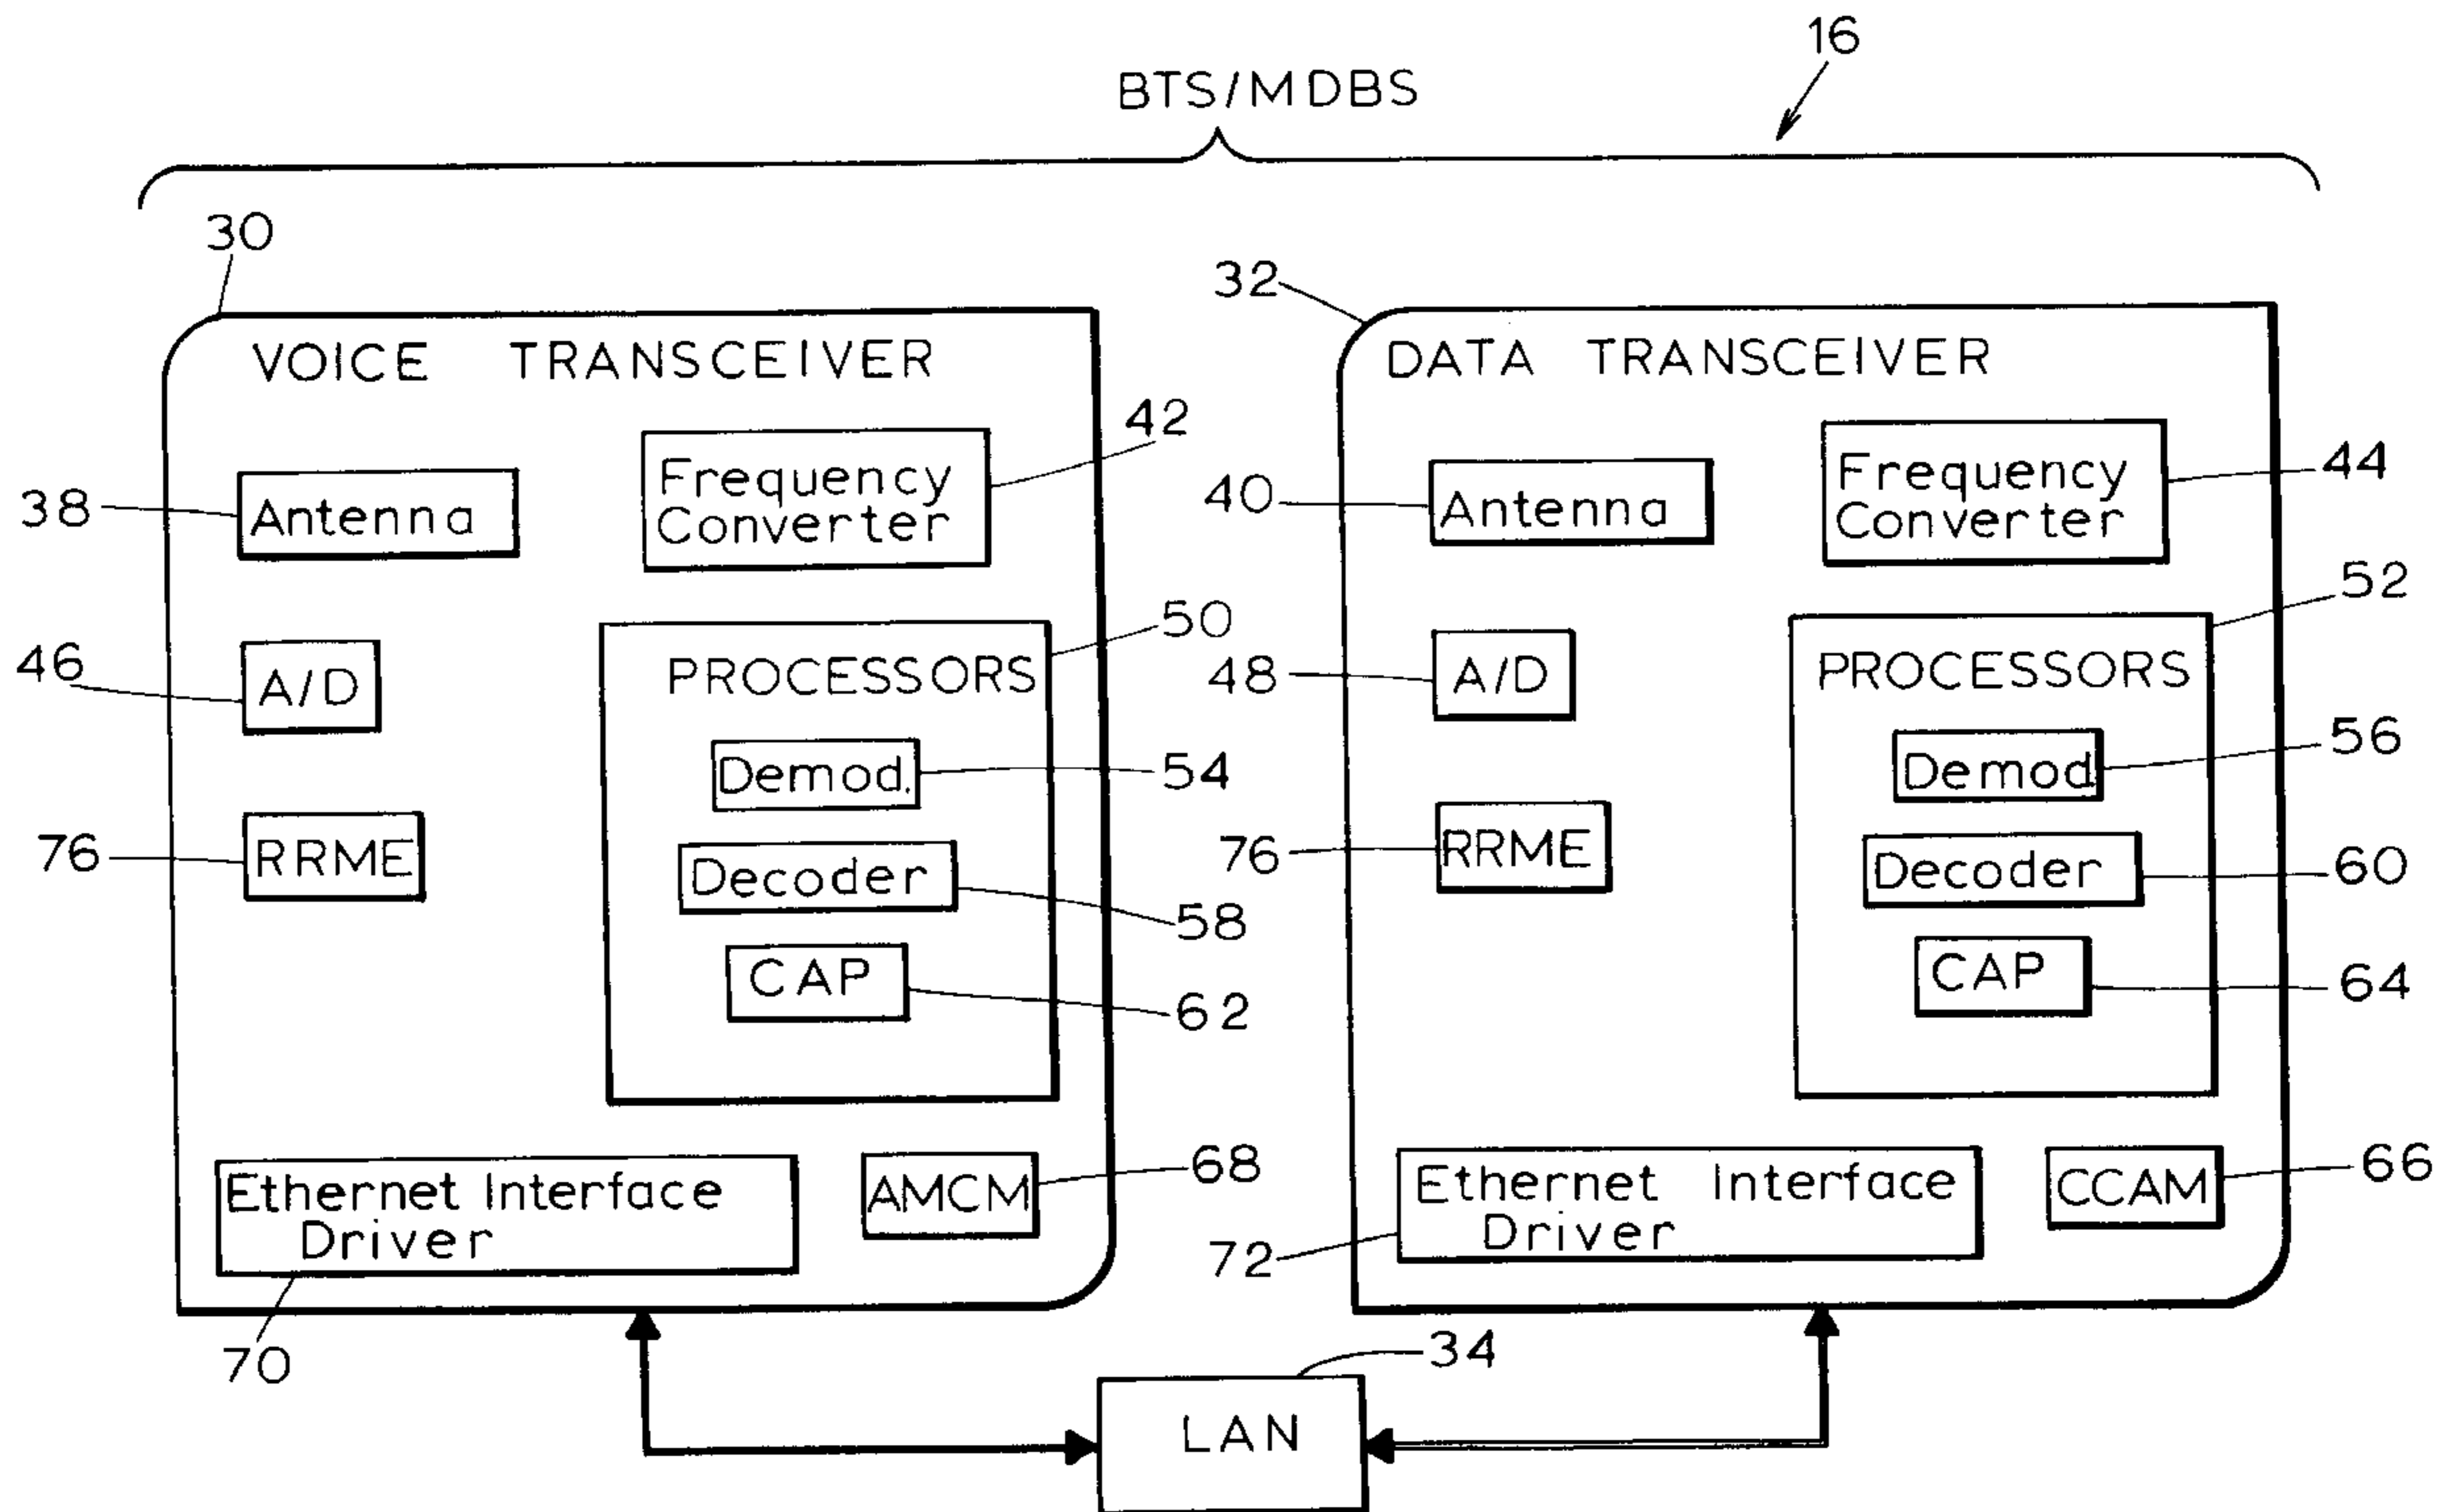 16
BTS/MDBS
30
32
VOICE TRANSCEIVER
42
38
Antenna
Frequency
Converter
46
A/D
50
PROCESSORS
76
RRME
Demod.
54
Decoder
58
CAP
62
Ethernet Interface
Driver
AMCM
68
70
DATA TRANSCEIVER
40
Antenna
Frequency
Converter
44
48
A/D
52
PROCESSORS
76
RRME
Demod
56
Decoder
60
CAP
64
72
Ethernet Interface
Driver
CCAM
66
34
LAN